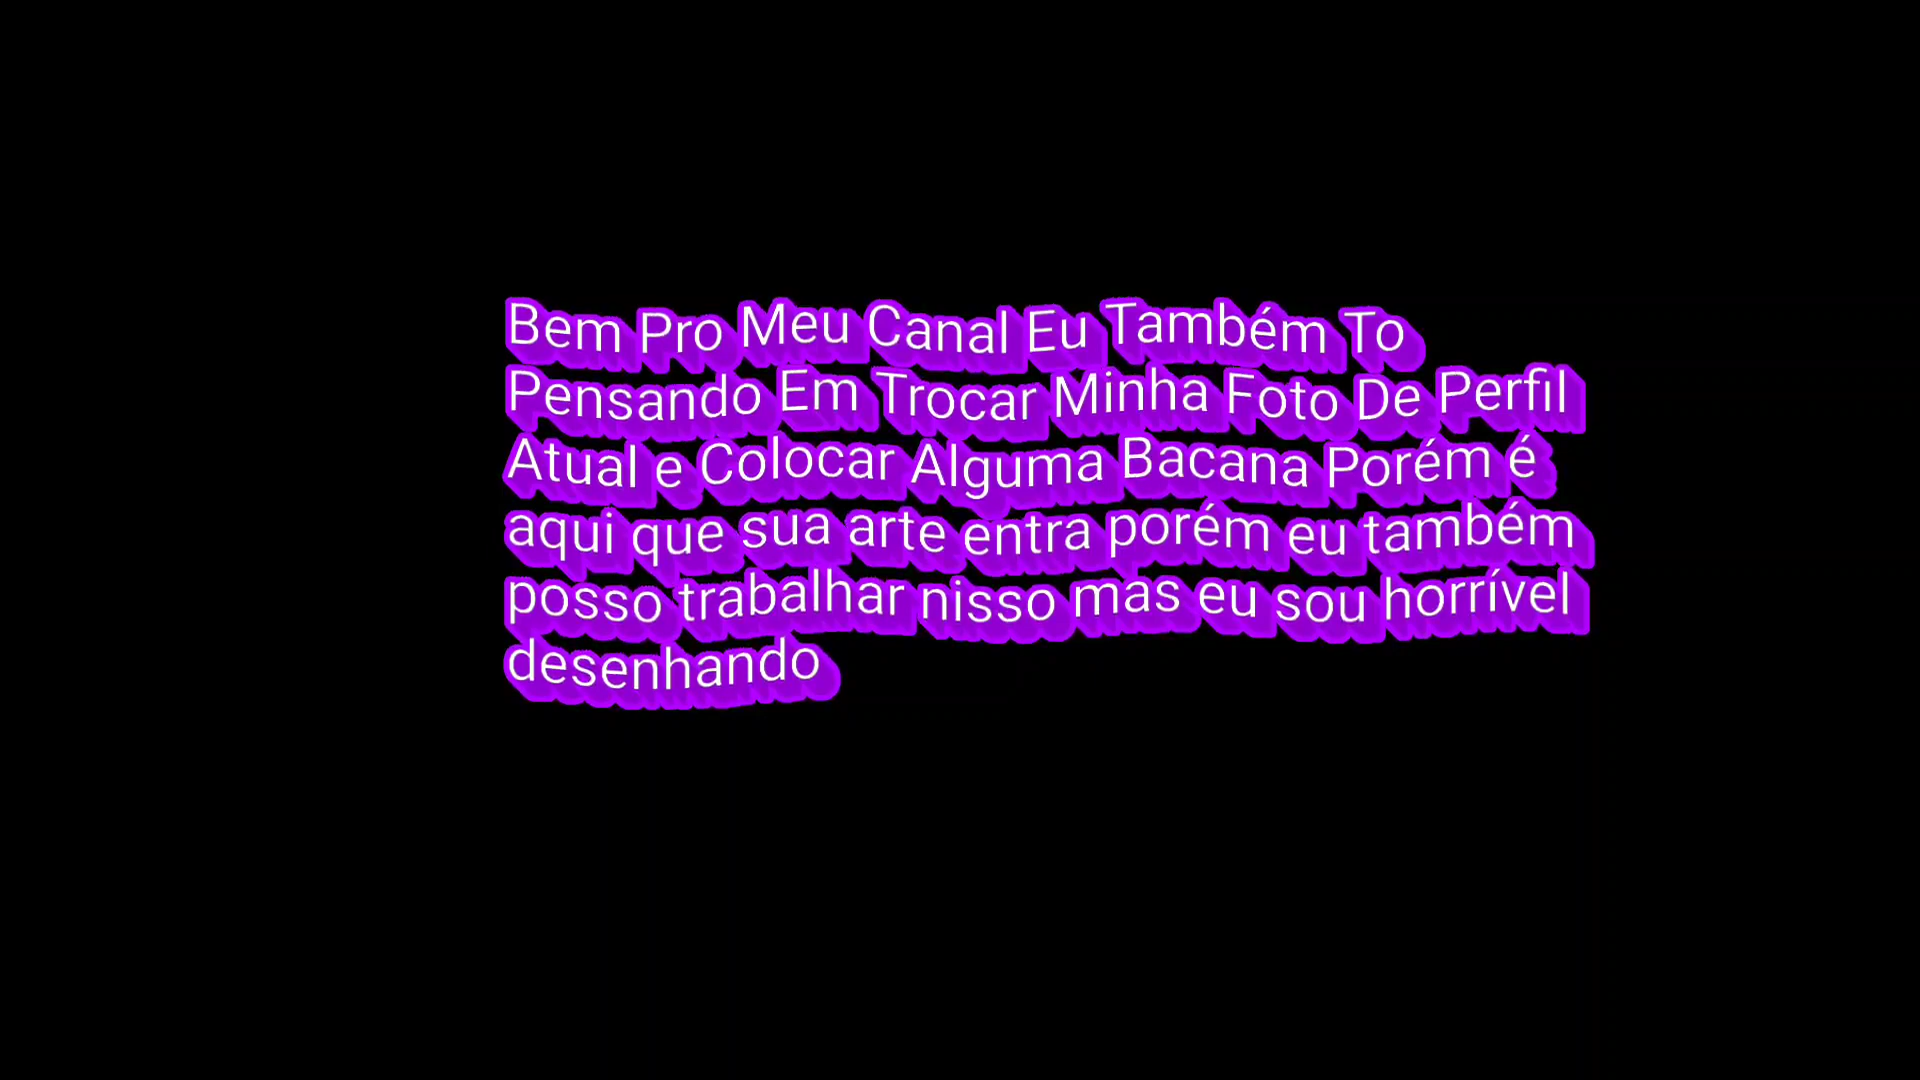 Bem Pro Meu Canal Eu Também To
Pensando Em Trocar Minha Foto De Perfil
Atual e Colocar Alguma Bacana Porém é
aqui que sua arte entra porém eu também
posso trabalhar nisso mas eu sou horrível
desenhando